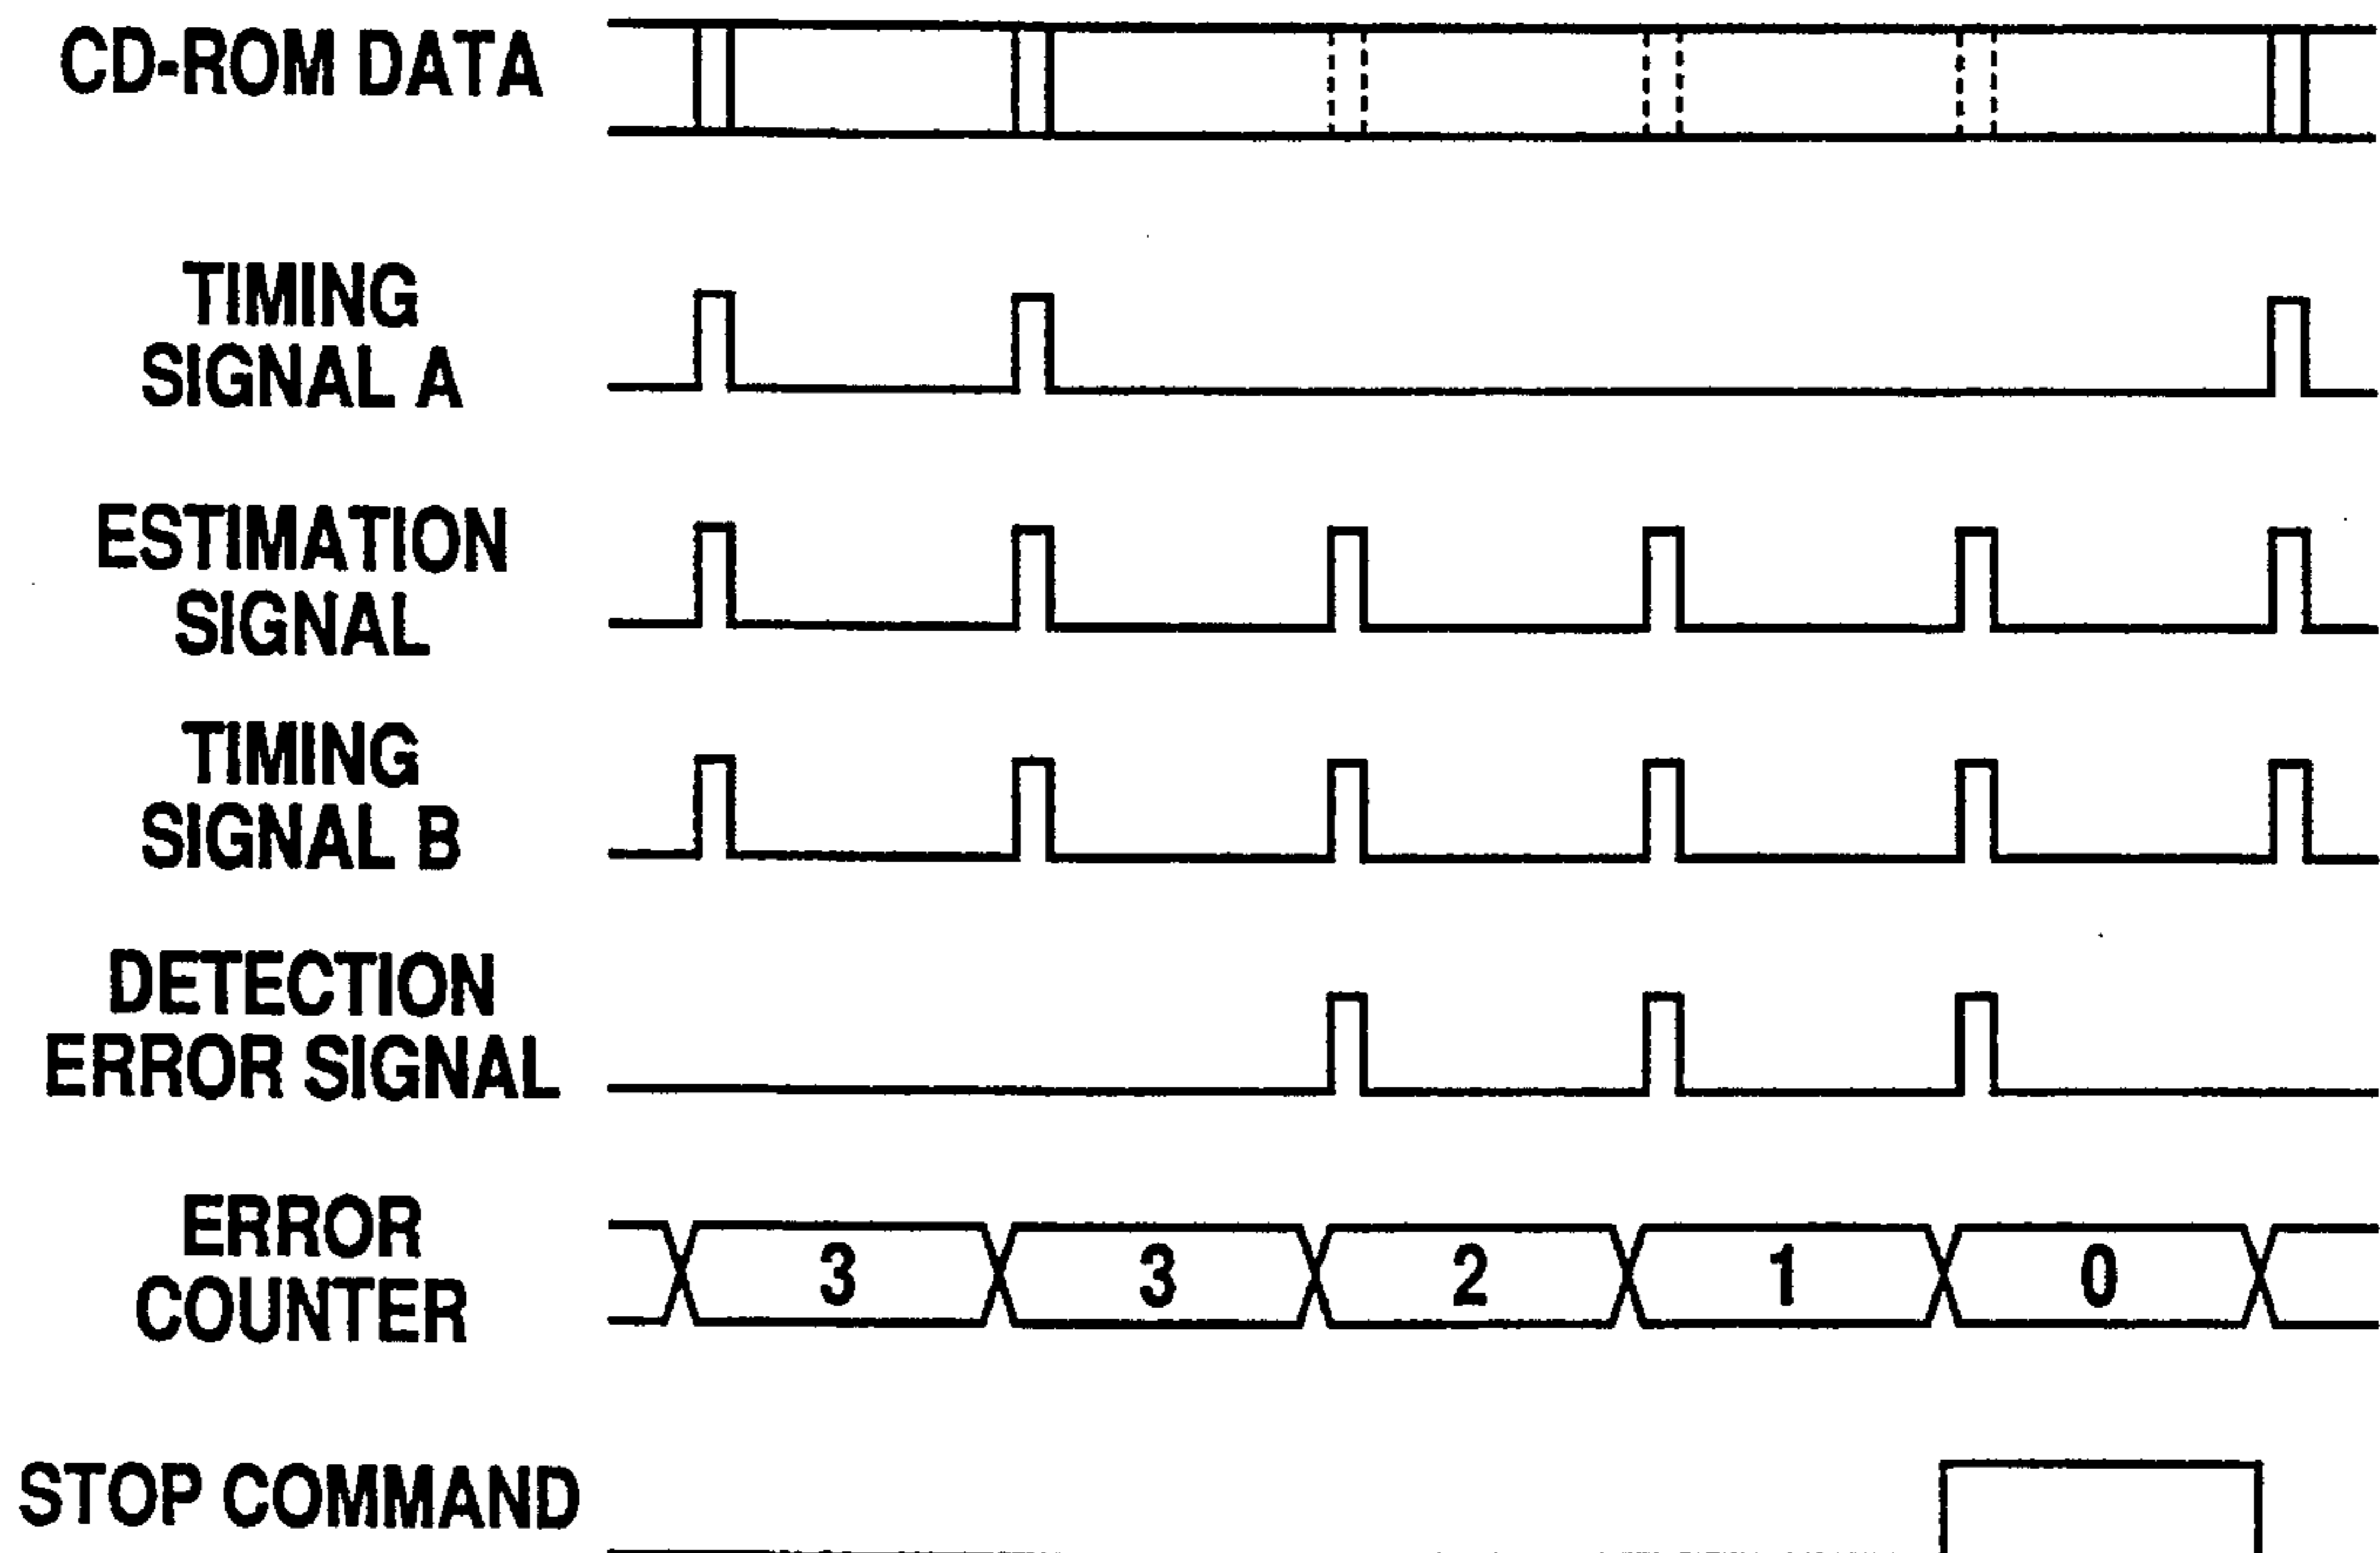 CD-ROM DATA
TIMING
SIGNAL A
ESTIMATION
SIGNAL
TIMING
SIGNAL B
DETECTION
ERROR SIGNAL
ERROR
COUNTER
3 3 2 1 0
STOP COMMAND